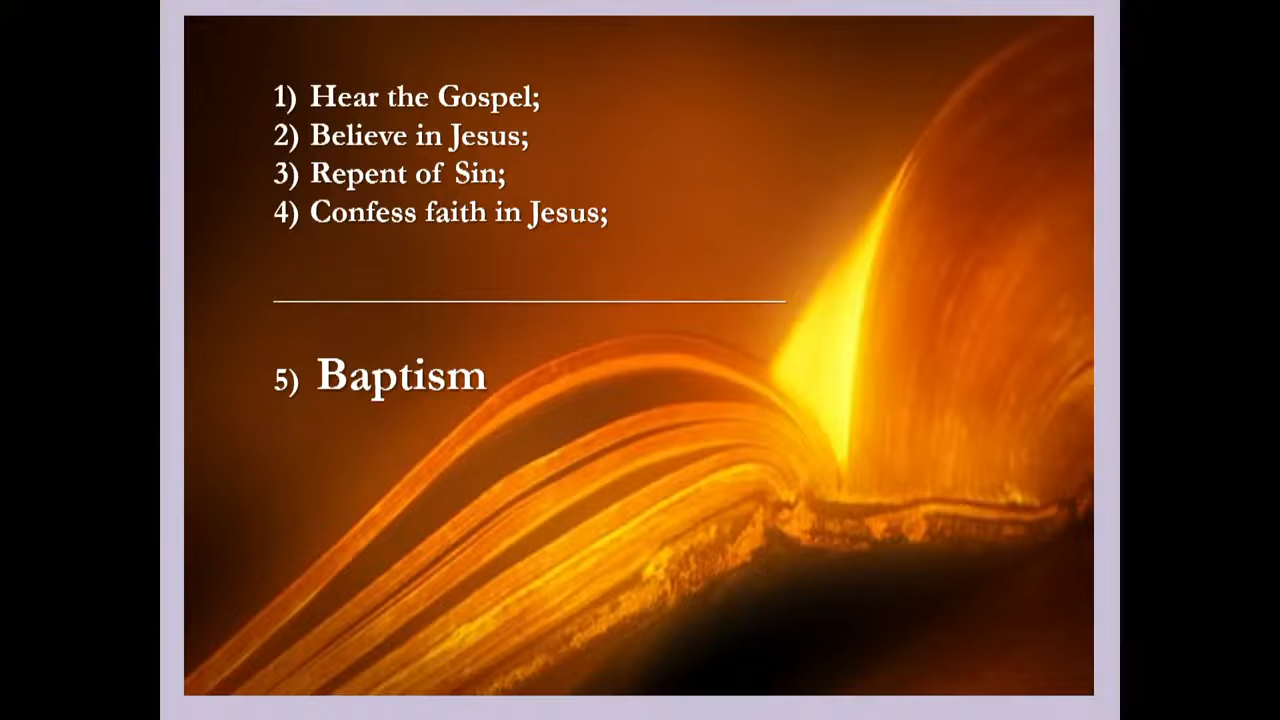 1) Hear the Gospel;
2) Believe in Jesus;
3) Repent of Sin;
4) Confess faith in Jesus;
5) Baptism